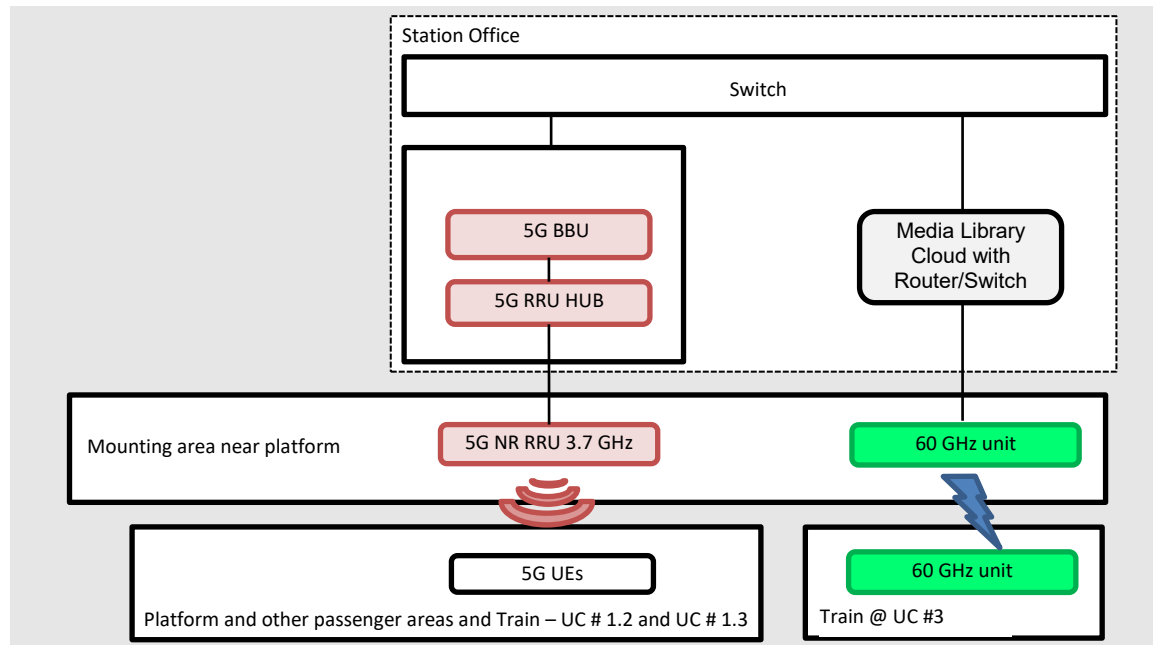 Station Office
Switch
5G BBU
5G RRU HUB
Media Library
Cloud with
Router/Switch
Mounting area near platform
5G NR RRU 3.7 GHz
60 GHz unit
5G UEs
Platform and other passenger areas and Train – UC # 1.2 and UC # 1.3
60 GHz unit
Train @ UC #3